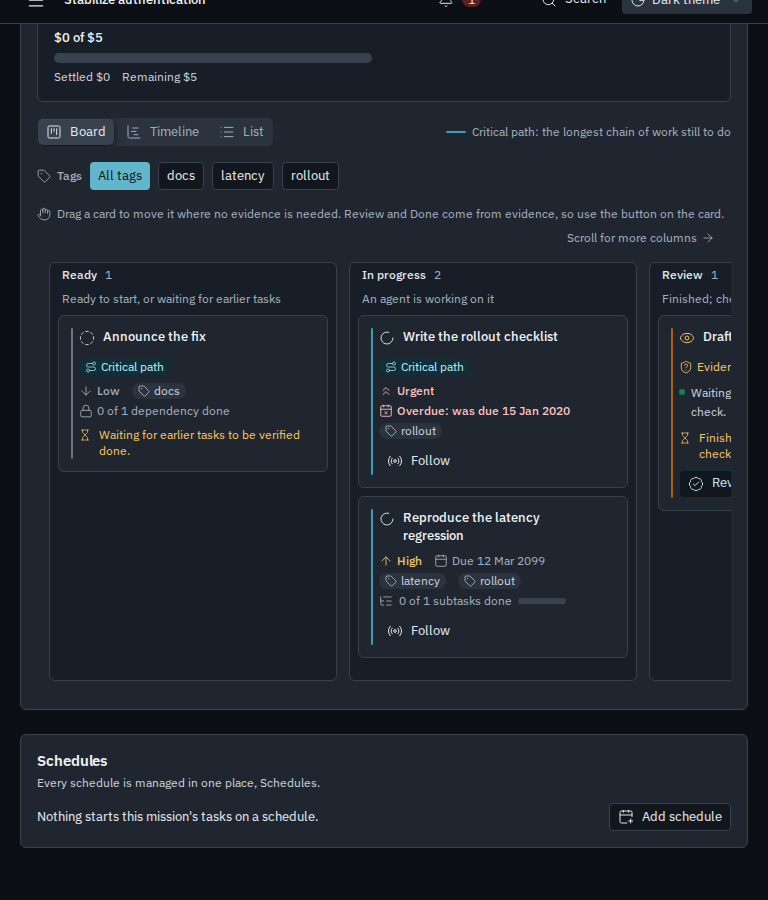 Stabilize authentication
1
Search
Dark theme
$0 of $5
Settled $0 Remaining $5
Board Timeline List
Critical path: the longest chain of work still to do
Tags All tags docs latency rollout
Drag a card to move it where no evidence is needed. Review and Done come from evidence, so use the button on the card.
Scroll for more columns →
Ready 1
Ready to start, or waiting for earlier tasks
Announce the fix
Critical path
Low docs
0 of 1 dependency done
Waiting for earlier tasks to be verified
done.
In progress 2
An agent is working on it
Write the rollout checklist
Critical path
Urgent
Overdue: was due 15 Jan 2020
rollout
Follow
Reproduce the latency
regression
High Due 12 Mar 2099
latency rollout
0 of 1 subtasks done
Follow
Review 1
Finished; che
Draft
Eviden
Waiting
check.
Finish
check
Rev
Schedules
Every schedule is managed in one place, Schedules.
Nothing starts this mission's tasks on a schedule.
Add schedule